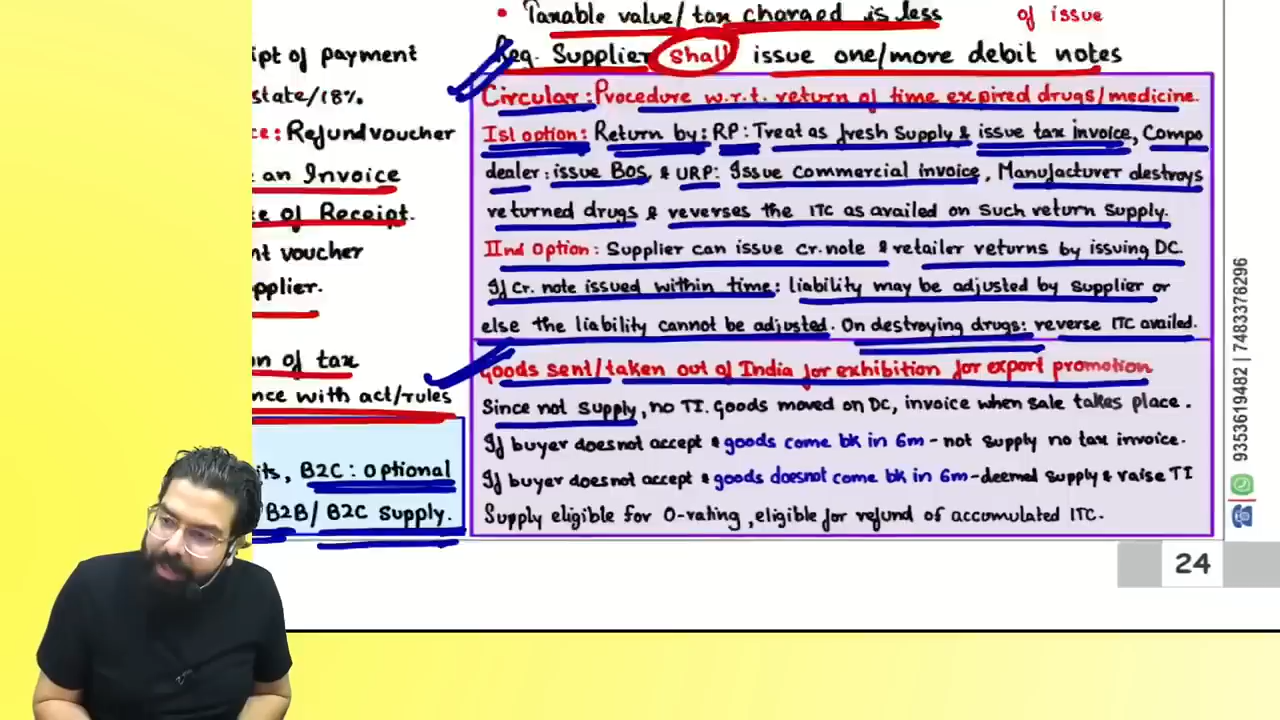 • Taxable value/tax charged is less of issue
Reg. Supplier shall issue one/more debit notes
ipt of payment
state/18%.
ce: Refund voucher
e an Invoice
te of Receipt.
nt voucher
pplier.
on of tax
nce with act/rules
its, B2C: optional
B2B/ B2C supply.
Circular: Procedure w.r.t. return of time expired drugs/medicine.
Ist option: Return by: RP: Treat as fresh supply & issue tax invoice, Compo
dealer: issue BOS, & URP: Issue commercial invoice, Manufacturer destroys
returned drugs & reverses the ITC as availed on such return supply.
IInd option: Supplier can issue cr. note & retailer returns by issuing DC.
If cr. note issued within time: liability may be adjusted by supplier or
else the liability cannot be adjusted. On destroying drugs: reverse ITC availed.
Goods sent/taken out of India for exhibition for export promotion
Since not supply, no TI. Goods moved on DC, invoice when sale takes place.
If buyer doesnot accept & goods come bk in 6m - not supply no tax invoice.
If buyer doesnot accept & goods doesnot come bk in 6m - deemed supply & raise TI
Supply eligible for 0-rating, eligible for refund of accumulated ITC.
9353619482 | 7483378296
24